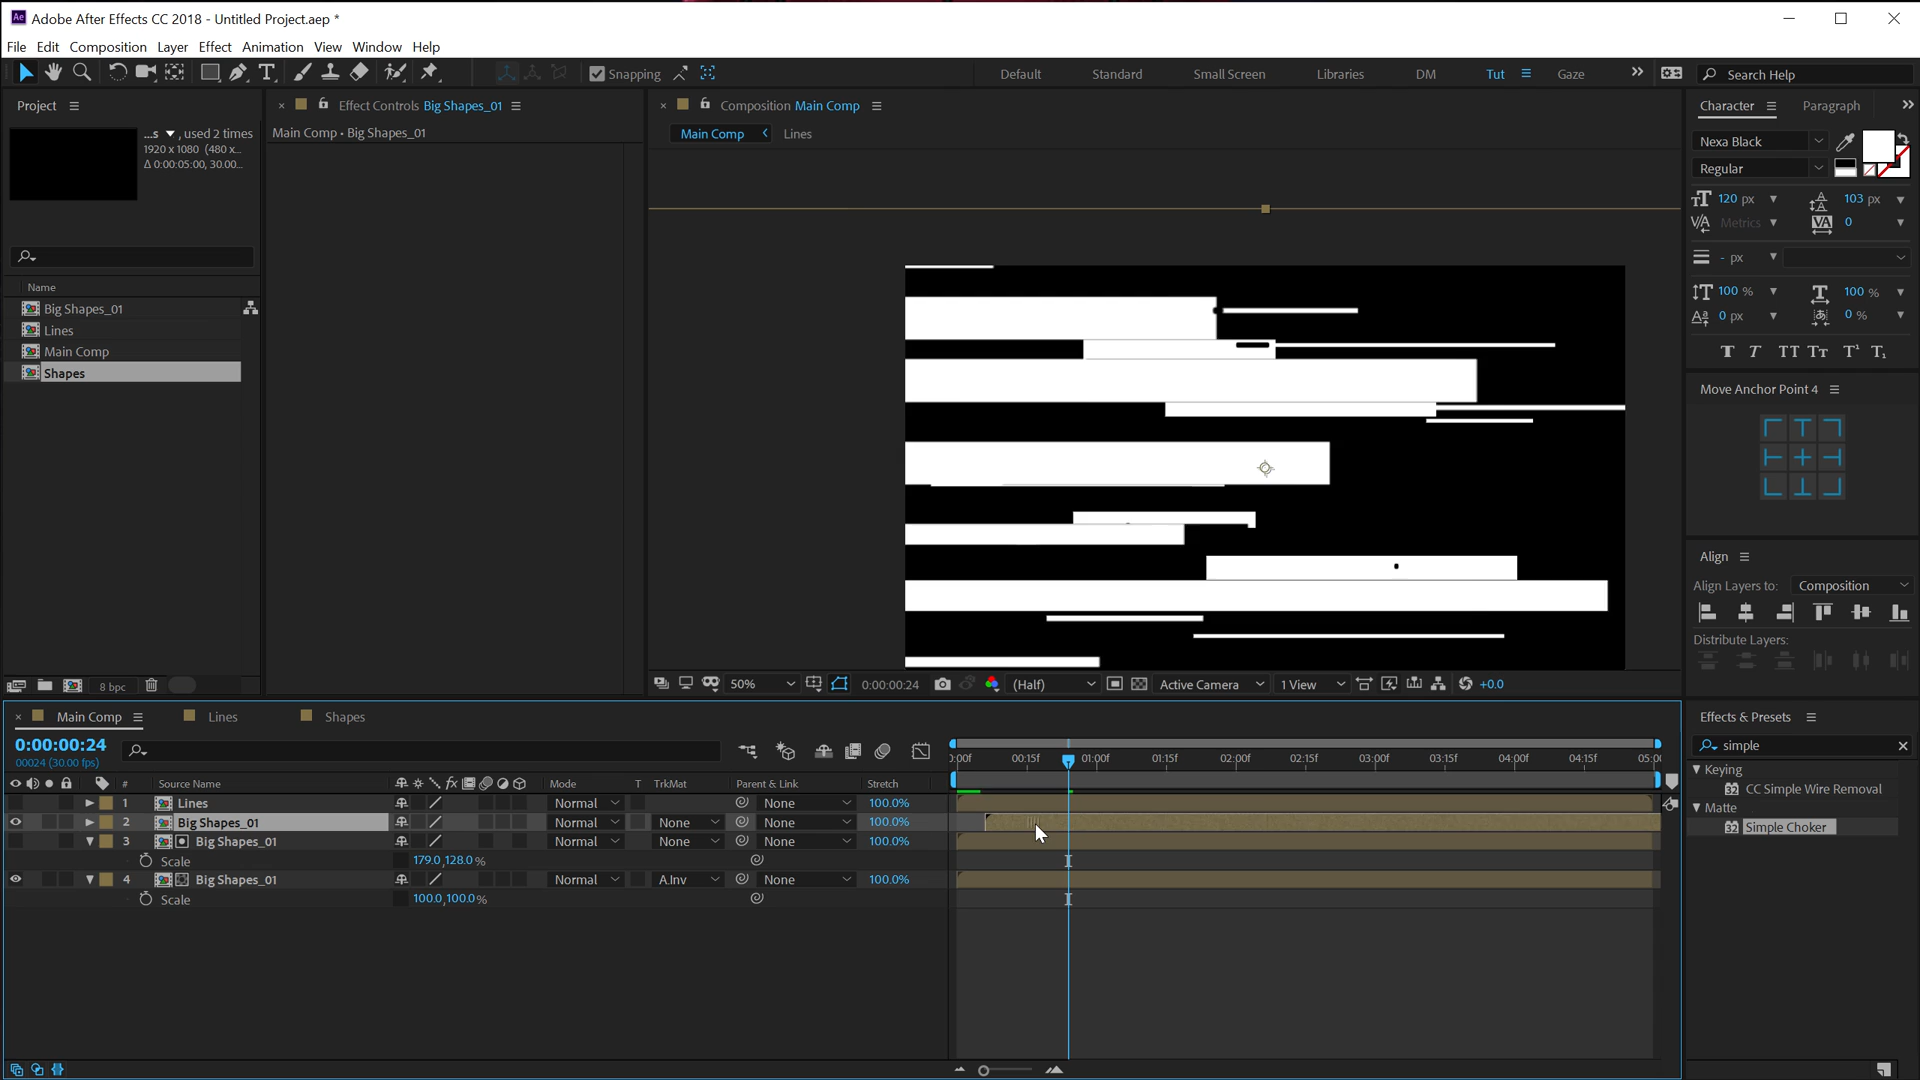 Adobe After Effects CC 2018 - Untitled Project.aep *
File Edit Composition Layer Effect Animation View Window Help
Snapping
Default Standard Small Screen Libraries DM Tut Gaze
Search Help
Project
Effect Controls Big Shapes_01
Composition Main Comp
Character
Paragraph
...s , used 2 times
1920 x 1080 (480 x...
Δ 0:00:05:00, 30.00...
Main Comp • Big Shapes_01
Main Comp Lines
Nexa Black
Regular
120 px
103 px
Metrics
0
- px
100 %
100 %
0 px
0 %
Name
Big Shapes_01
Lines
Main Comp
Shapes
Move Anchor Point 4
Align
Align Layers to: Composition
Distribute Layers:
8 bpc
50%
0:00:00:24
(Half)
Active Camera
1 View
+0.0
Main Comp
Lines
Shapes
0:00:00:24
00024 (30.00 fps)
):00f 00:15f 01:00f 01:15f 02:00f 02:15f 03:00f 03:15f 04:00f 04:15f 05:0(
# Source Name Mode T TrkMat Parent & Link Stretch
1 Lines Normal None 100.0%
2 Big Shapes_01 Normal None None 100.0%
3 Big Shapes_01 Normal None None 100.0%
Scale 179.0,128.0 %
4 Big Shapes_01 Normal A.Inv None 100.0%
Scale 100.0,100.0 %
Effects & Presets
simple
Keying
CC Simple Wire Removal
Matte
Simple Choker